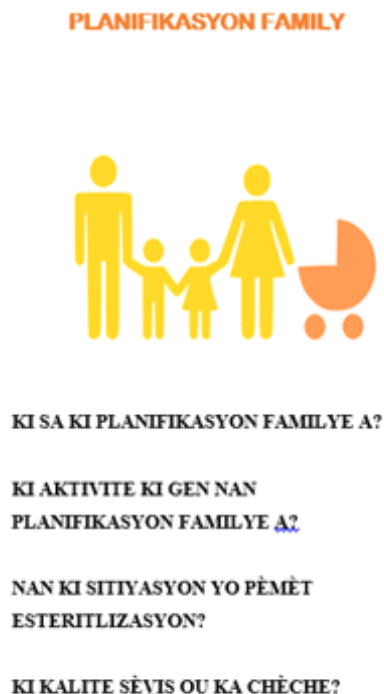 PLANIFIKASYON FAMILY
KI SA KI PLANIFIKASYON FAMILYE A?
KI AKTIVITE KI GEN NAN
PLANIFIKASYON FAMILYE A?
NAN KI SITIYASYON YO PÈMÈT
ESTERITLIZASYON?
KI KALITE SÈVIS OU KA CHÈCHE?